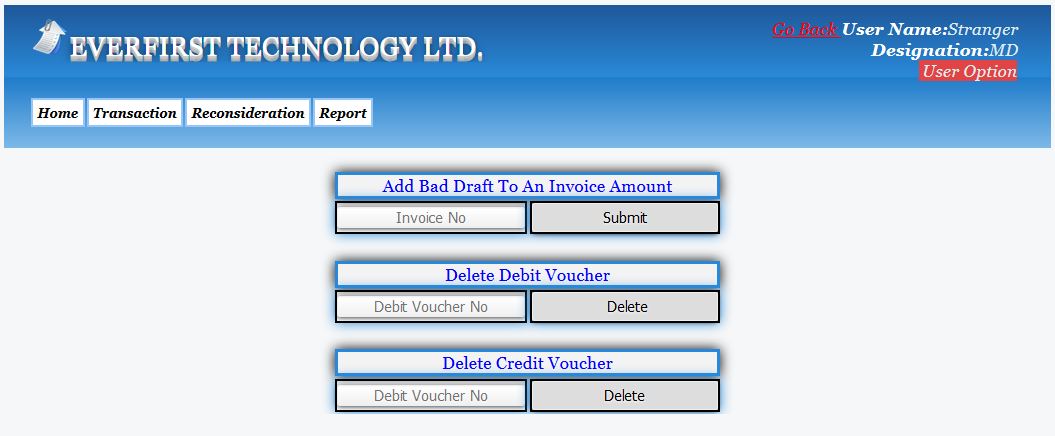 EVERFIRST TECHNOLOGY LTD.
Go Back User Name:Stranger
Designation:MD
User Option
Home Transaction Reconsideration Report
Add Bad Draft To An Invoice Amount
Invoice No Submit
Delete Debit Voucher
Debit Voucher No Delete
Delete Credit Voucher
Debit Voucher No Delete